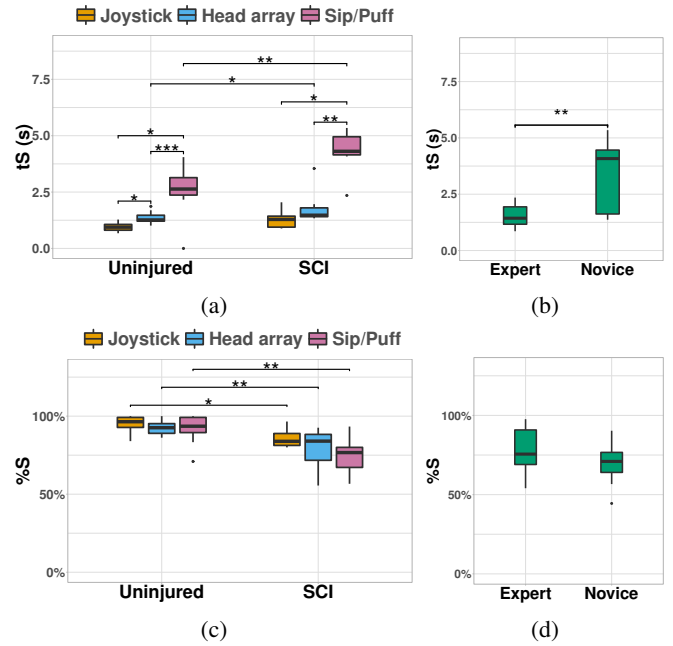 Joystick Head array Sip/Puff
tS (s)
7.5
5.0
2.5
0.0
**
*
*
*
**
*
***
*
Uninjured SCI
(a)
tS (s)
7.5
5.0
2.5
0.0
**
Expert Novice
(b)
Joystick Head array Sip/Puff
%S
100%
50%
0%
**
**
*
Uninjured SCI
(c)
%S
100%
50%
0%
Expert Novice
(d)